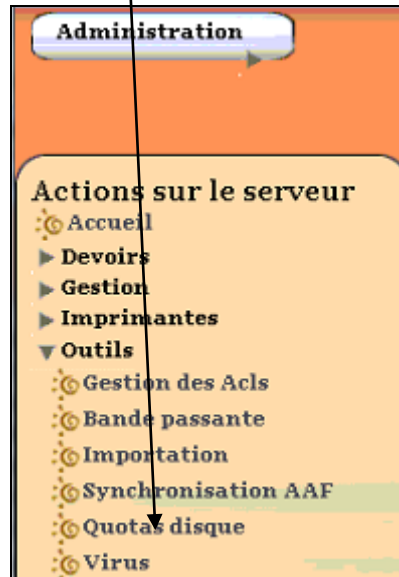 Administration
Actions sur le serveur
Accueil
Devoirs
Gestion
Imprimantes
Outils
Gestion des Acls
Bande passante
Importation
Synchronisation AAF
Quotas disque
Virus